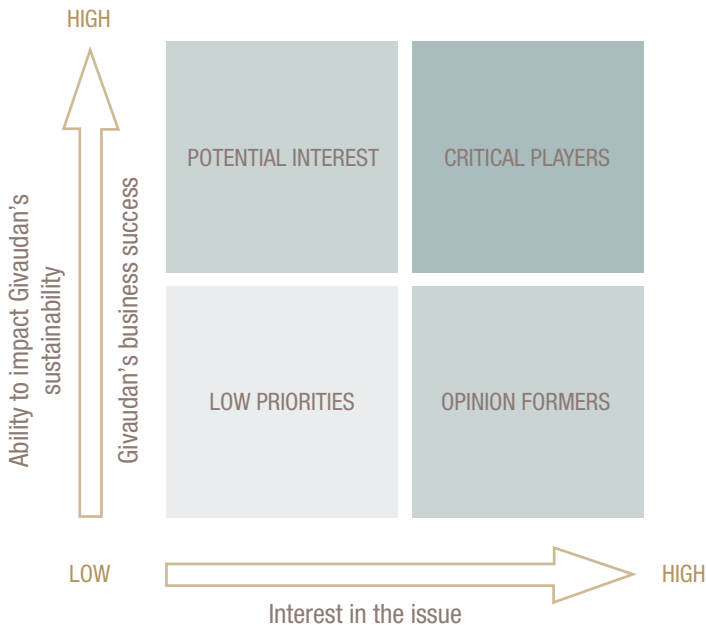 HIGH
Ability to impact Givaudan's
sustainability
Givaudan's business success
POTENTIAL INTEREST
CRITICAL PLAYERS
LOW PRIORITIES
OPINION FORMERS
LOW
HIGH
Interest in the issue